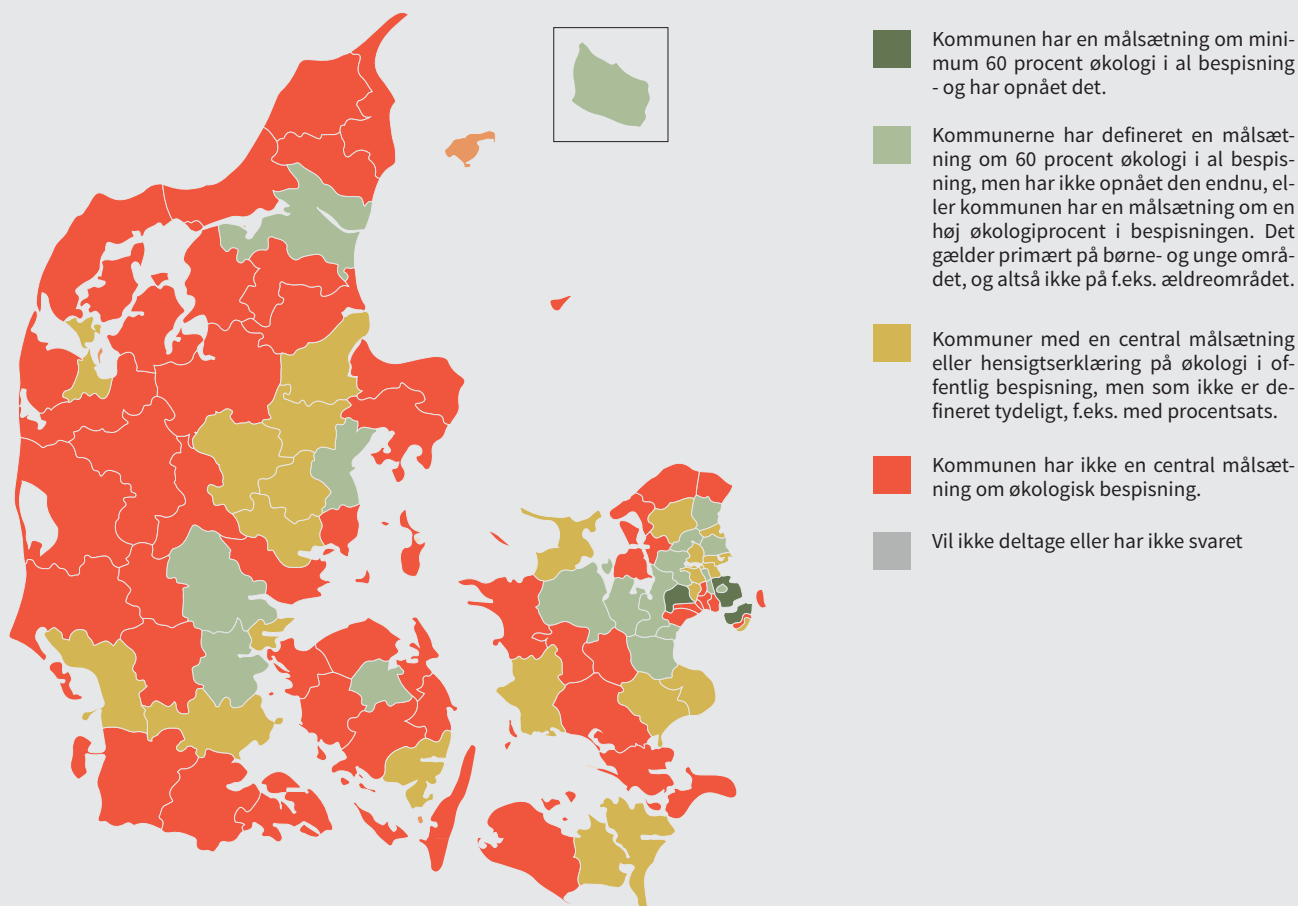 Kommunen har en målsætning om mini-
mum 60 procent økologi i al bespisning
- og har opnået det.
Kommunerne har defineret en målsæt-
ning om 60 procent økologi i al bespis-
ning, men har ikke opnået den endnu, el-
ler kommunen har en målsætning om en
høj økologiprocent i bespisningen. Det
gælder primært på børne- og unge områ-
det, og altså ikke på f.eks. ældreområdet.
Kommuner med en central målsætning
eller hensigtserklæring på økologi i of-
fentlig bespisning, men som ikke er de-
fineret tydeligt, f.eks. med procentsats.
Kommunen har ikke en central målsæt-
ning om økologisk bespisning.
Vil ikke deltage eller har ikke svaret